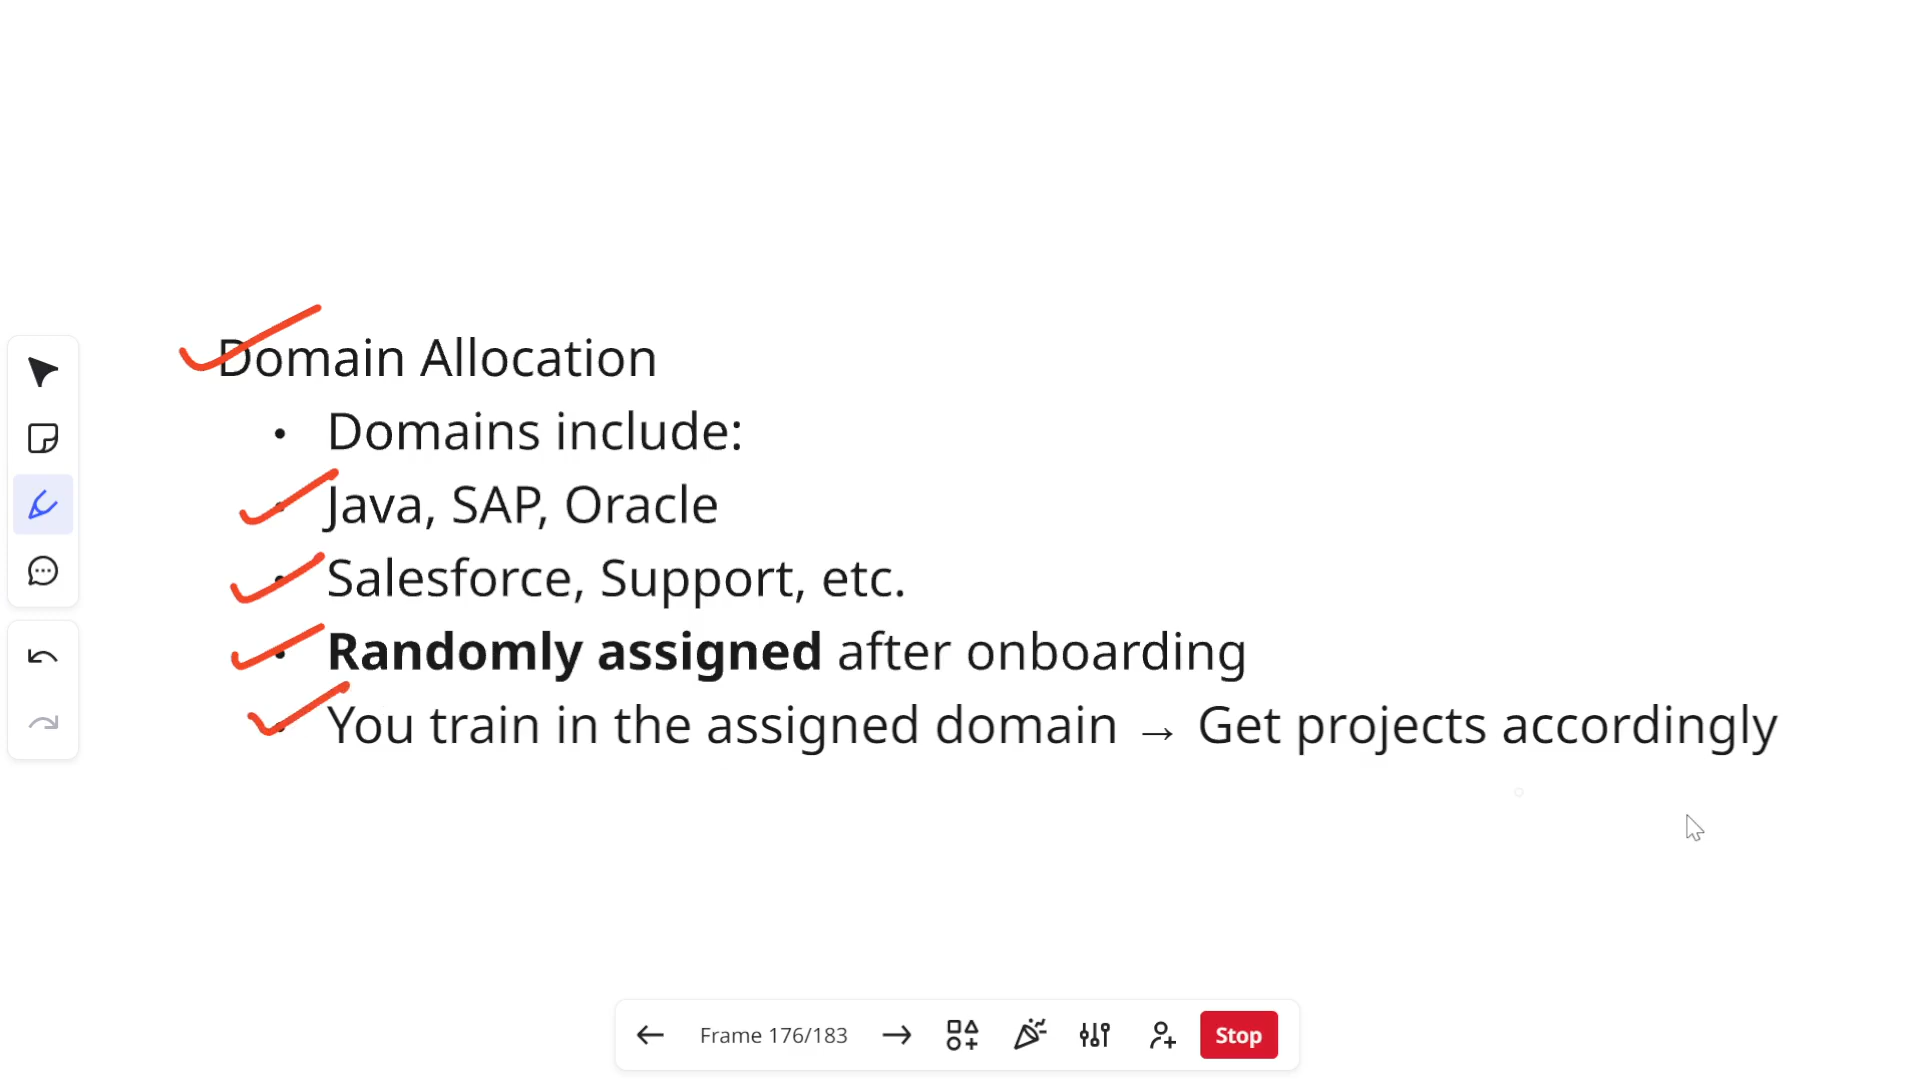 Domain Allocation
• Domains include:
• Java, SAP, Oracle
• Salesforce, Support, etc.
• Randomly assigned after onboarding
• You train in the assigned domain → Get projects accordingly
Frame 176/183
Stop